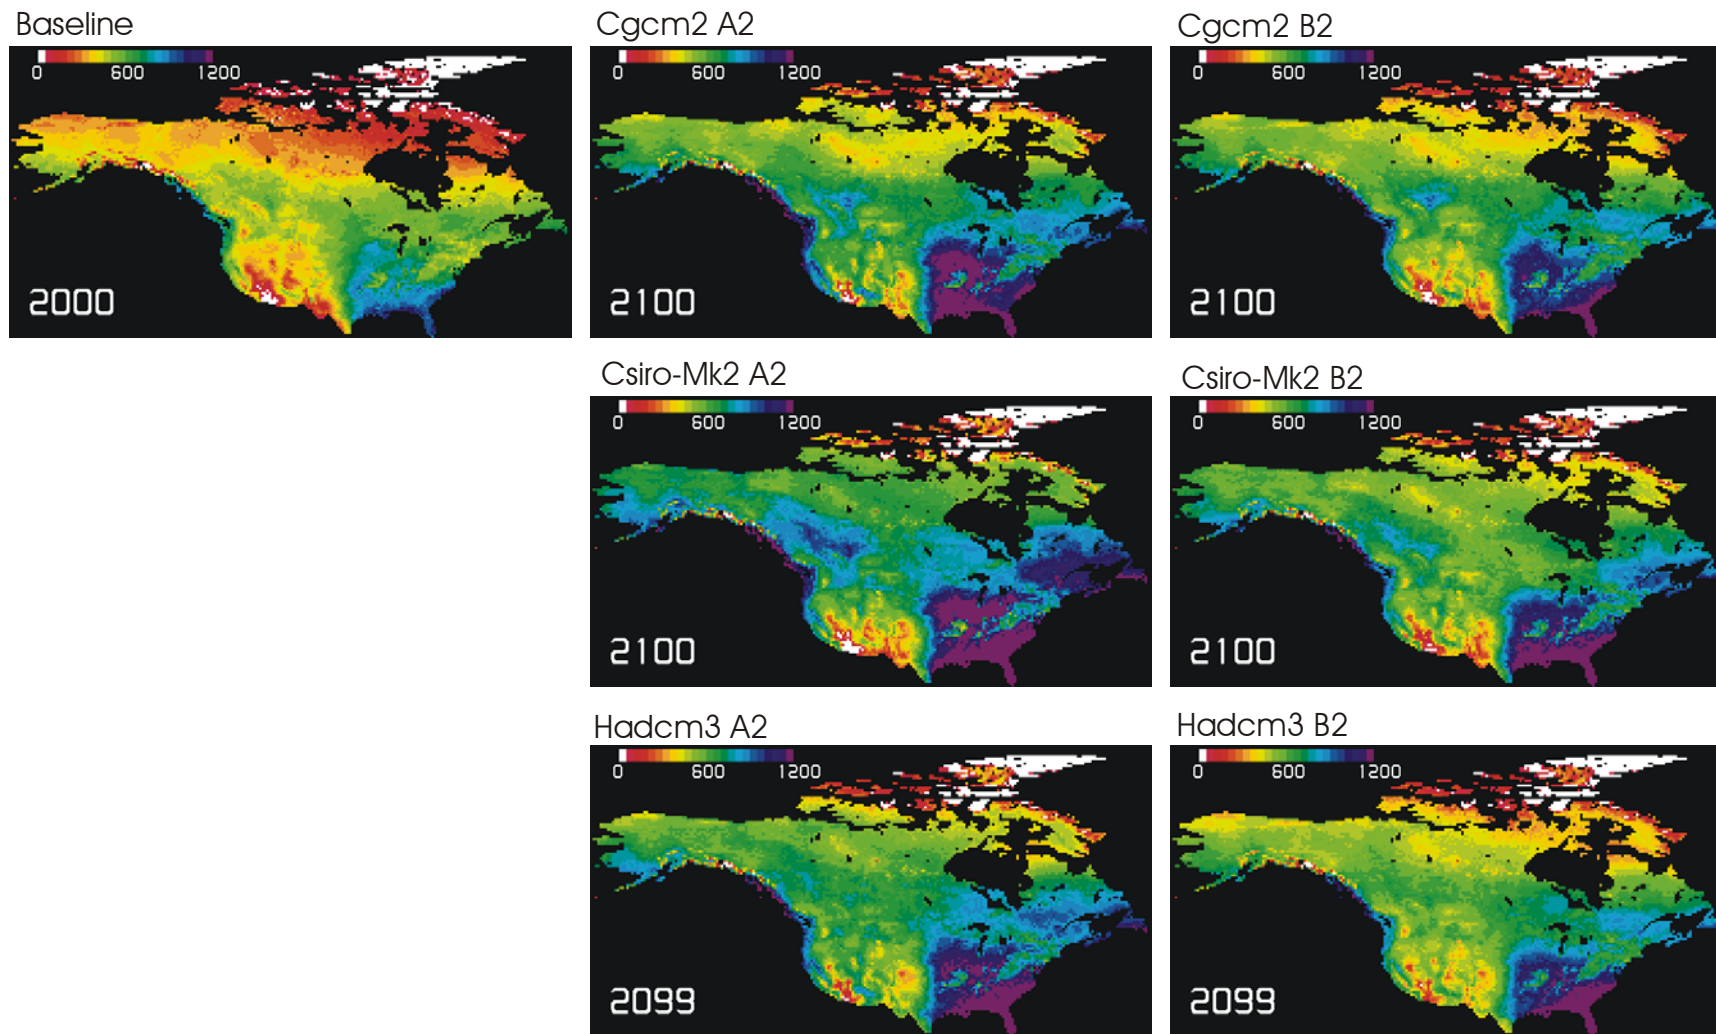 Baseline
Cgcm2 A2
Cgcm2 B2
0 600 1200
0 600 1200
0 600 1200
2000
2100
2100
Csiro-Mk2 A2
Csiro-Mk2 B2
0 600 1200
0 600 1200
2100
2100
Hadcm3 A2
Hadcm3 B2
0 600 1200
0 600 1200
2099
2099